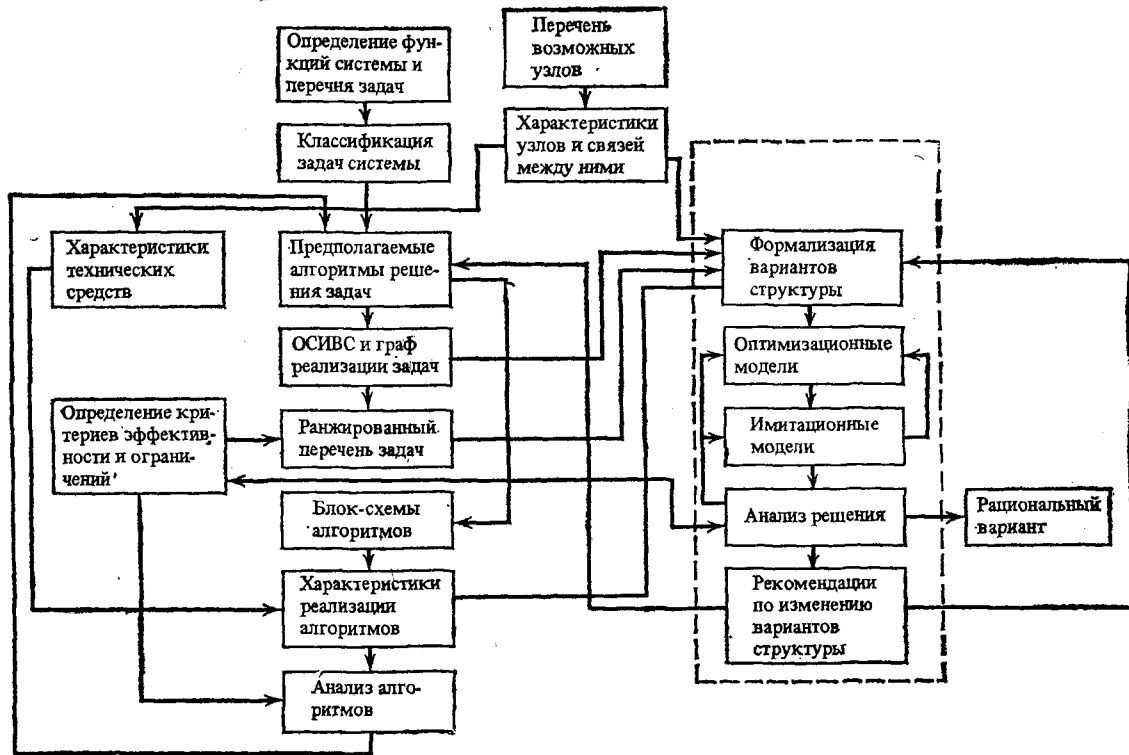 Определение фун-
кций системы и
перечня задач
Перечень
возможных
узлов
Классификация
задач системы
Характеристики
узлов и связей
между ними
Характеристики
технических
средств
Предполагаемые
алгоритмы реше-
ния задач
Формализация
вариантов
структуры
ОСИВС и граф
реализации задач
Оптимизационные
модели
Определение кри-
териев эффектив-
ности и ограни-
чений
Ранжированный
перечень задач
Имитационные
модели
Блок-схемы
алгоритмов
Анализ решения
Рациональный
вариант
Характеристики
реализации
алгоритмов
Рекомендации
по изменению
вариантов
структуры
Анализ алго-
ритмов